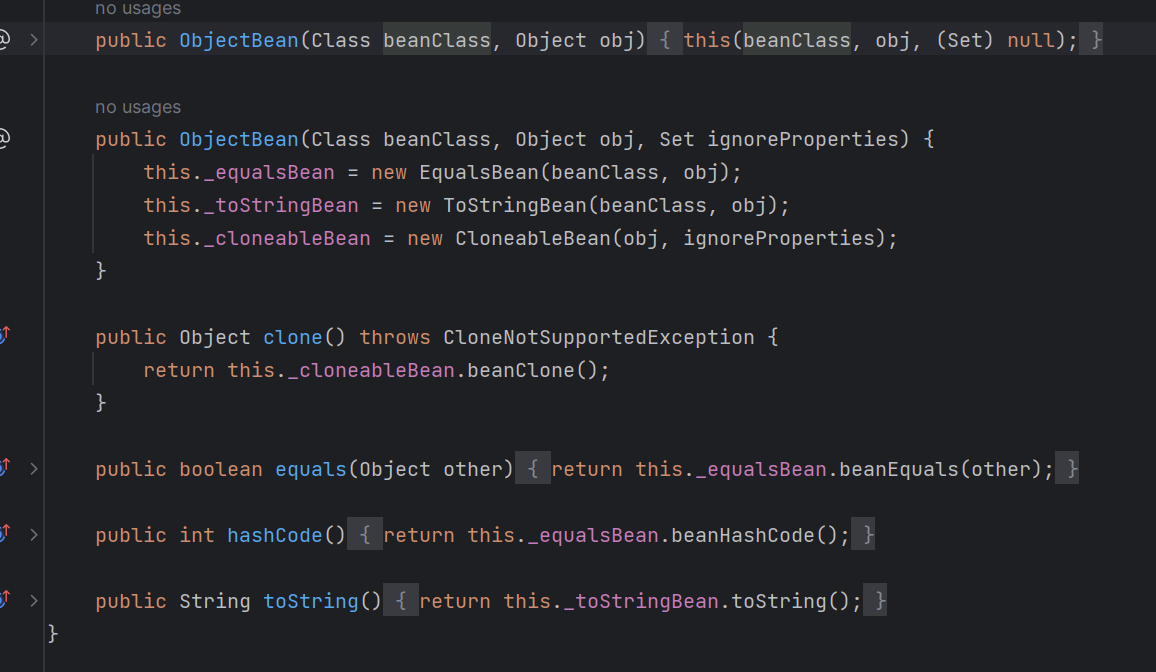 no usages
public ObjectBean(Class beanClass, Object obj) { this(beanClass, obj, (Set) null); }
no usages
public ObjectBean(Class beanClass, Object obj, Set ignoreProperties) {
this._equalsBean = new EqualsBean(beanClass, obj);
this._toStringBean = new ToStringBean(beanClass, obj);
this._cloneableBean = new CloneableBean(obj, ignoreProperties);
}
public Object clone() throws CloneNotSupportedException {
return this._cloneableBean.beanClone();
}
public boolean equals(Object other) { return this._equalsBean.beanEquals(other); }
public int hashCode() { return this._equalsBean.beanHashCode(); }
public String toString() { return this._toStringBean.toString(); }
}